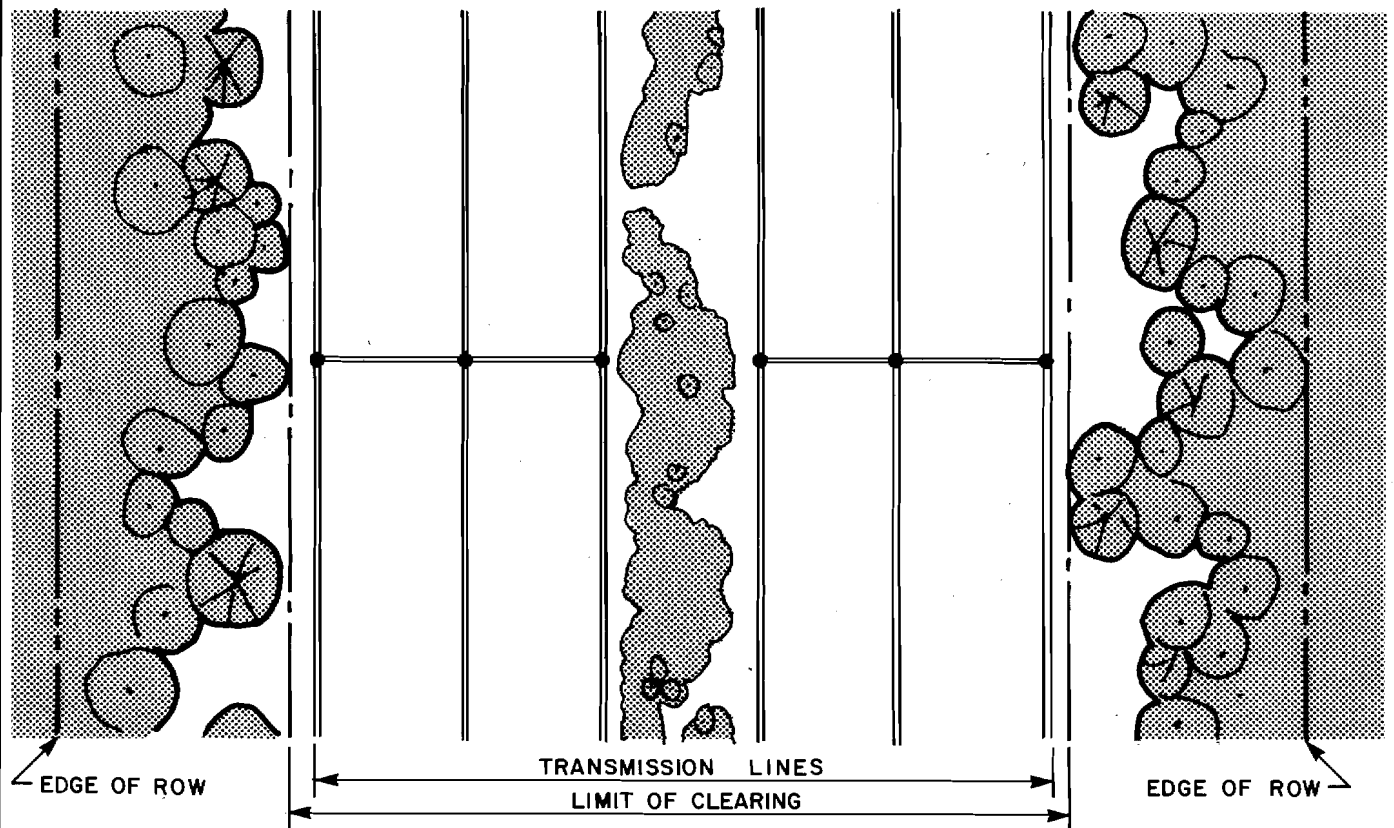 TRANSMISSION LINES
EDGE OF ROW
EDGE OF ROW
LIMIT OF CLEARING